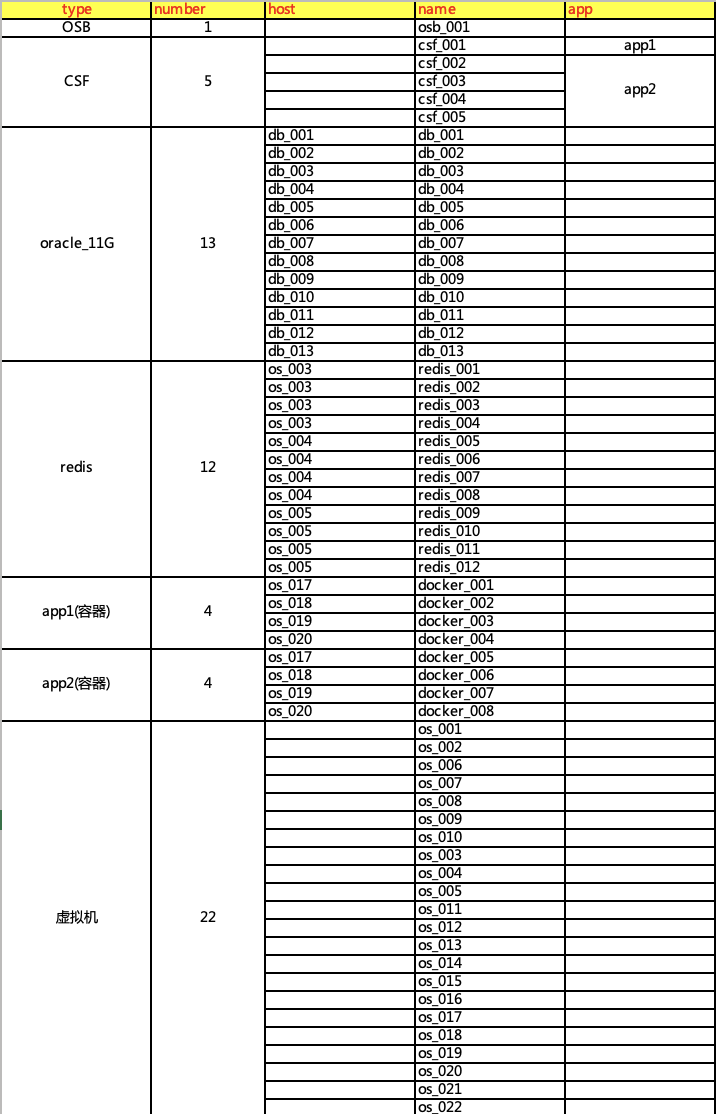 type number host name app
OSB 1 osb_001
csf_001 app1
csf_002
CSF 5 csf_003 app2
csf_004
csf_005
db_001 db_001
db_002 db_002
db_003 db_003
db_004 db_004
db_005 db_005
db_006 db_006
oracle_11G 13 db_007 db_007
db_008 db_008
db_009 db_009
db_010 db_010
db_011 db_011
db_012 db_012
db_013 db_013
os_003 redis_001
os_003 redis_002
os_003 redis_003
os_003 redis_004
os_004 redis_005
redis 12 os_004 redis_006
os_004 redis_007
os_004 redis_008
os_005 redis_009
os_005 redis_010
os_005 redis_011
os_005 redis_012
os_017 docker_001
app1(容器) 4 os_018 docker_002
os_019 docker_003
os_020 docker_004
os_017 docker_005
app2(容器) 4 os_018 docker_006
os_019 docker_007
os_020 docker_008
os_001
os_002
os_006
os_007
os_008
os_009
os_010
os_003
os_004
os_005
虚拟机 22 os_011
os_012
os_013
os_014
os_015
os_016
os_017
os_018
os_019
os_020
os_021
os_022